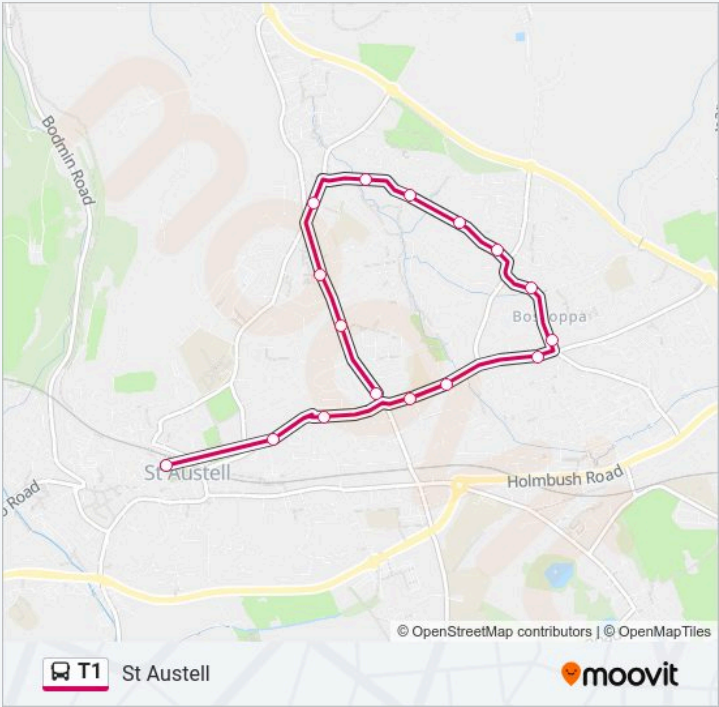 Bodmin Road
Boscoppa
St Austell
Holmbush Road
o Road
© OpenStreetMap contributors | © OpenMapTiles
T1 St Austell
moovit